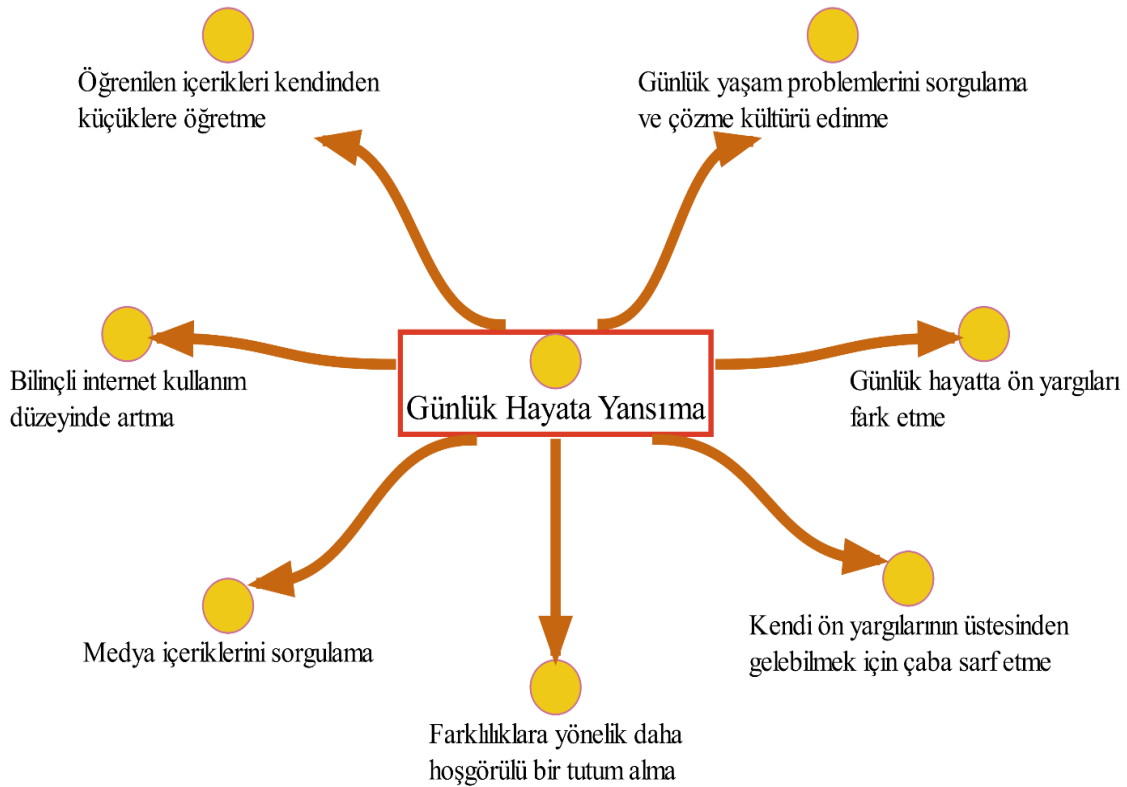 Öğrenilen içerikleri kendinden
küçüklere öğretme
Günlük yaşam problemlerini sorgulama
ve çözme kültürü edinme
Bilinçli internet kullanım
düzeyinde artma
Günlük Hayata Yansıma
Günlük hayatta ön yargıları
fark etme
Medya içeriklerini sorgulama
Kendi ön yargılarının üstesinden
gelebilmek için çaba sarf etme
Farklılıklara yönelik daha
hoşgörülü bir tutum alma